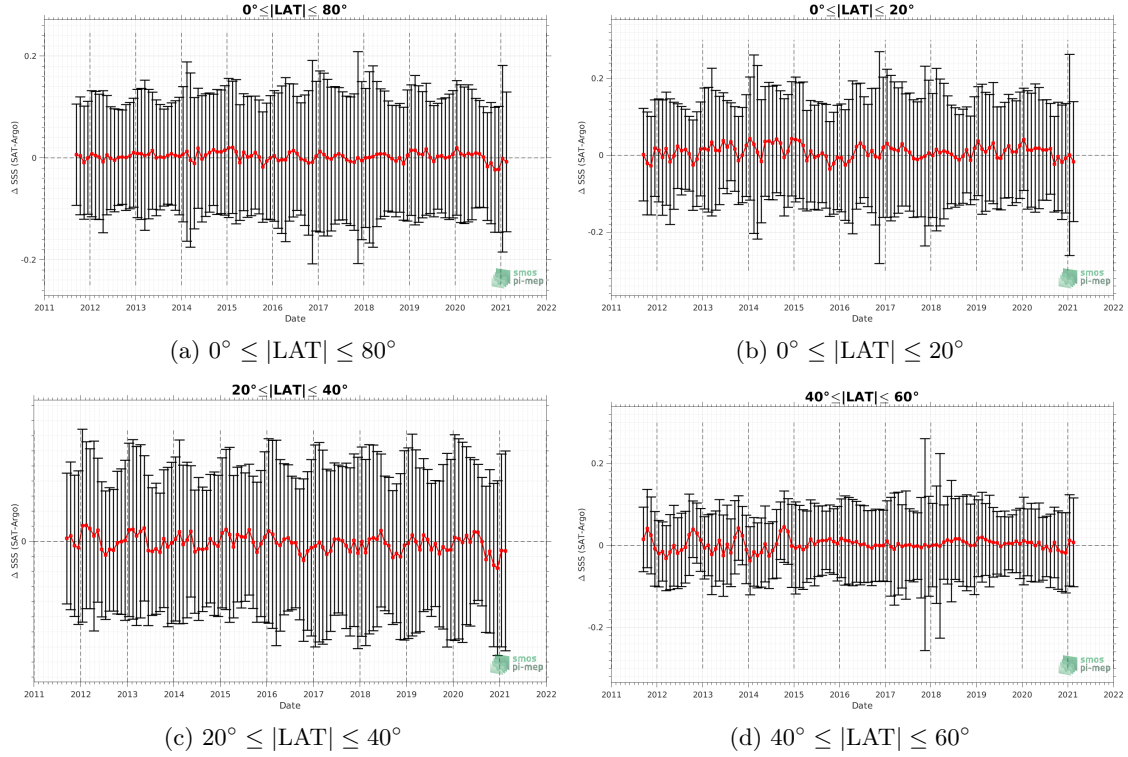 0°≤|LAT|≤ 80°
Δ SSS (SAT-Argo)
0.2
0
-0.2
2011 2012 2013 2014 2015 2016 2017 2018 2019 2020 2021 2022
Date
smos
pi-mep
(a) 0° ≤ |LAT| ≤ 80°
0°≤|LAT|≤ 20°
Δ SSS (SAT-Argo)
0.2
0
-0.2
2011 2012 2013 2014 2015 2016 2017 2018 2019 2020 2021 2022
Date
smos
pi-mep
(b) 0° ≤ |LAT| ≤ 20°
20°≤|LAT|≤ 40°
Δ SSS (SAT-Argo)
0
2011 2012 2013 2014 2015 2016 2017 2018 2019 2020 2021 2022
Date
smos
pi-mep
(c) 20° ≤ |LAT| ≤ 40°
40°≤|LAT|≤ 60°
Δ SSS (SAT-Argo)
0.2
0
-0.2
2011 2012 2013 2014 2015 2016 2017 2018 2019 2020 2021 2022
Date
smos
pi-mep
(d) 40° ≤ |LAT| ≤ 60°